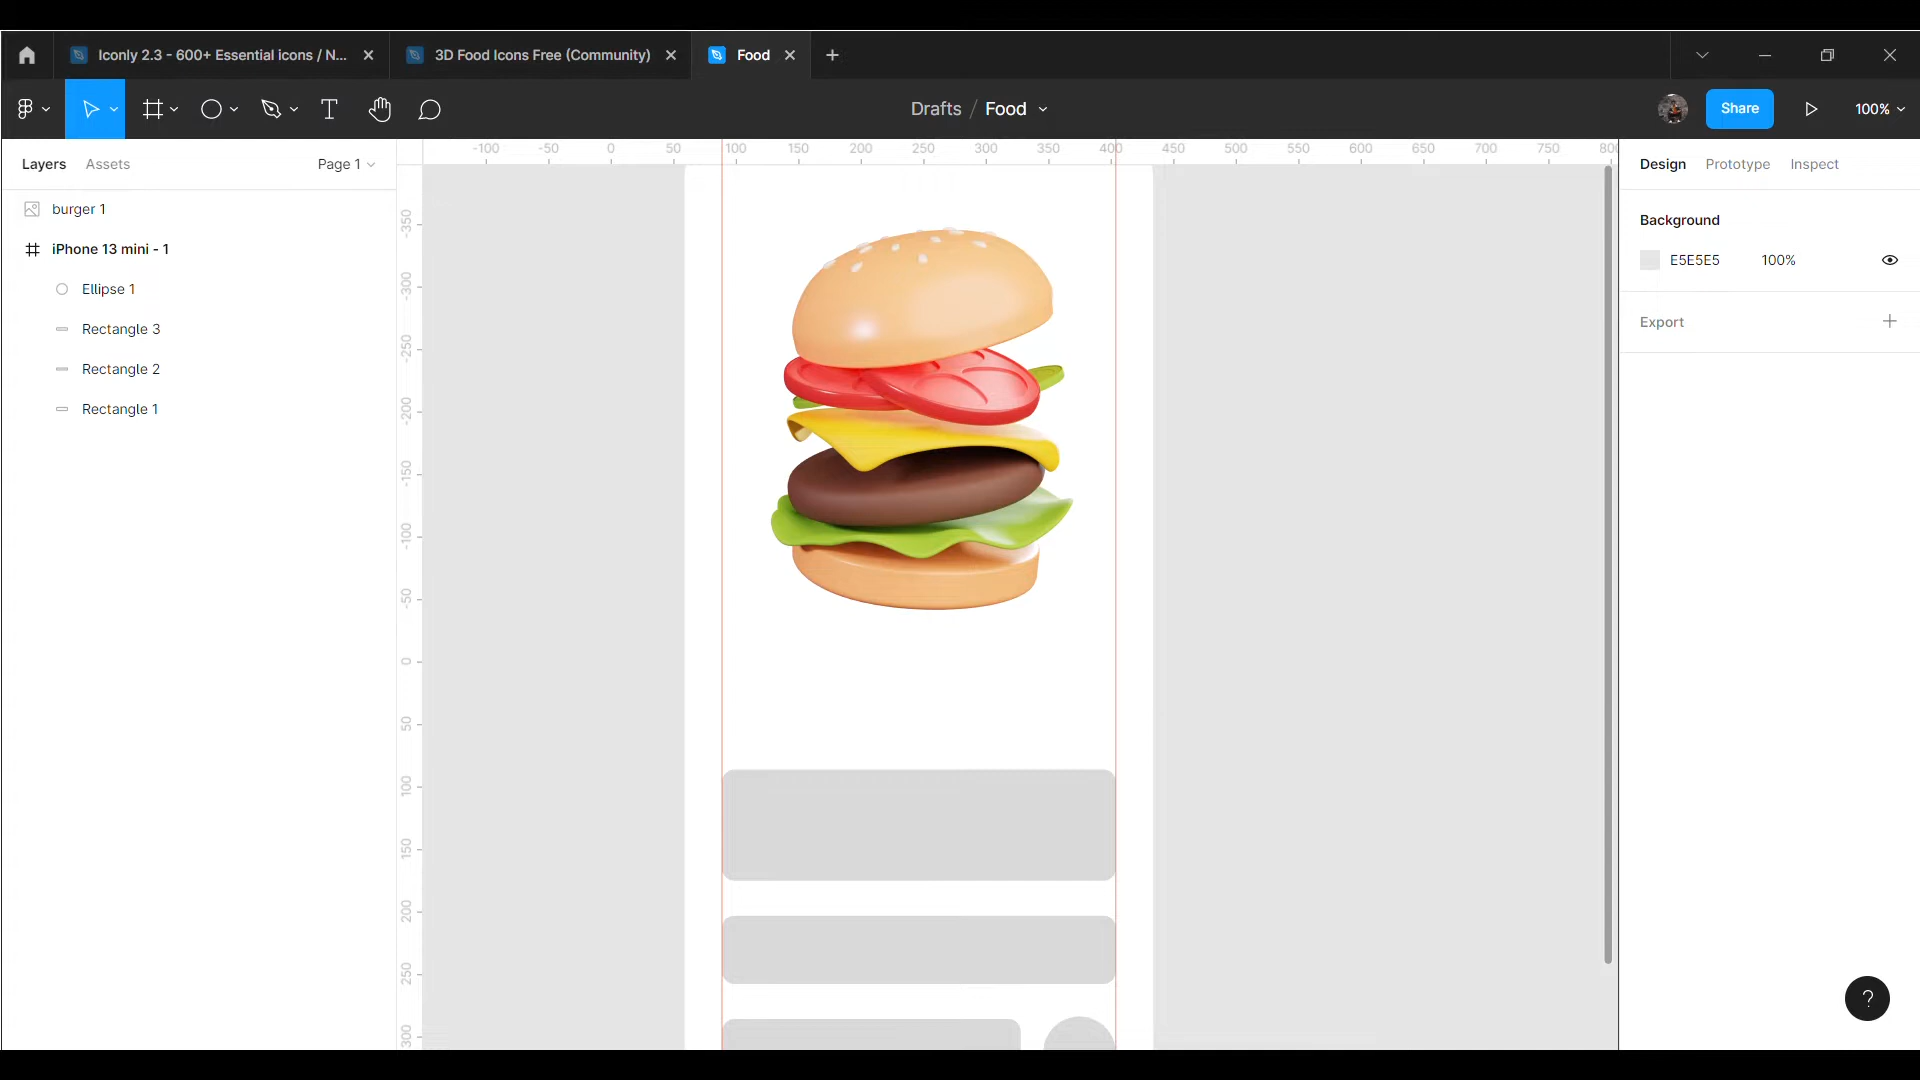 Iconly 2.3 - 600+ Essential icons / N...
3D Food Icons Free (Community)
Food
Drafts / Food
Share
100%
Layers
Assets
Page 1
burger 1
iPhone 13 mini - 1
Ellipse 1
Rectangle 3
Rectangle 2
Rectangle 1
-100 -50 0 50 100 150 200 250 300 350 400 450 500 550 600 650 700 750 800
-350
-300
-250
-200
-150
-100
-50
0
50
100
150
200
250
300
Design
Prototype
Inspect
Background
E5E5E5 100%
Export
?